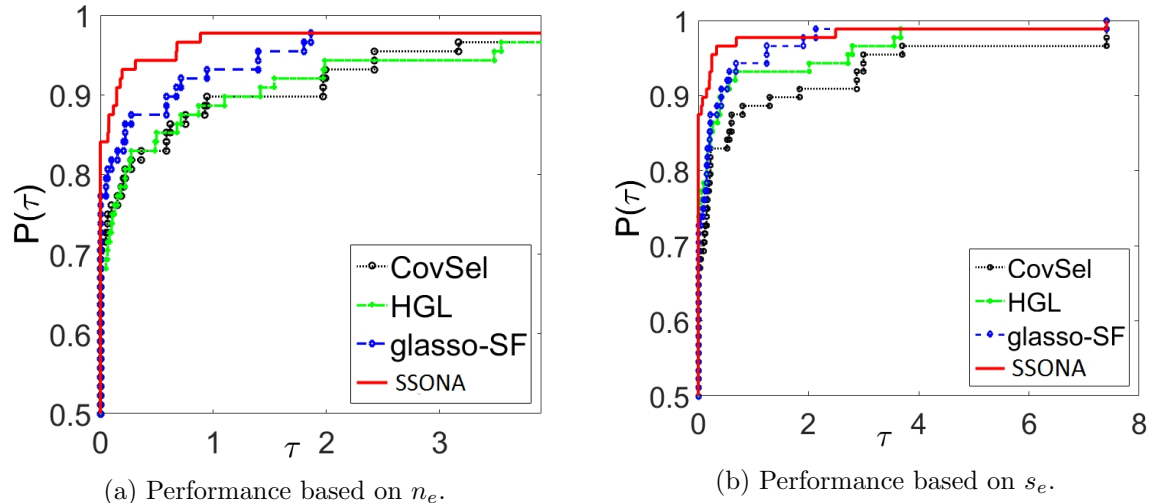 1
0.9
0.8
0.7
0.6
0.5
P(τ)
0 1 2 3
τ
CovSel
HGL
glasso-SF
SSONA
(a) Performance based on nₑ.
1
0.9
0.8
0.7
0.6
0.5
P(τ)
0 2 4 6 8
τ
CovSel
HGL
glasso-SF
SSONA
(b) Performance based on sₑ.